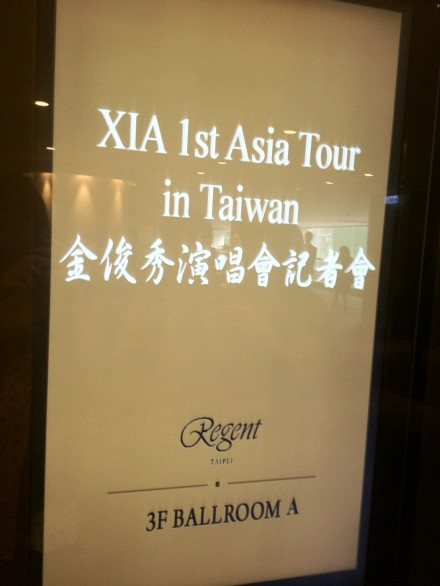 XIA 1st Asia Tour
in Taiwan
金俊秀演唱會記者會
Regent
TAIPEI
3F BALLROOM A